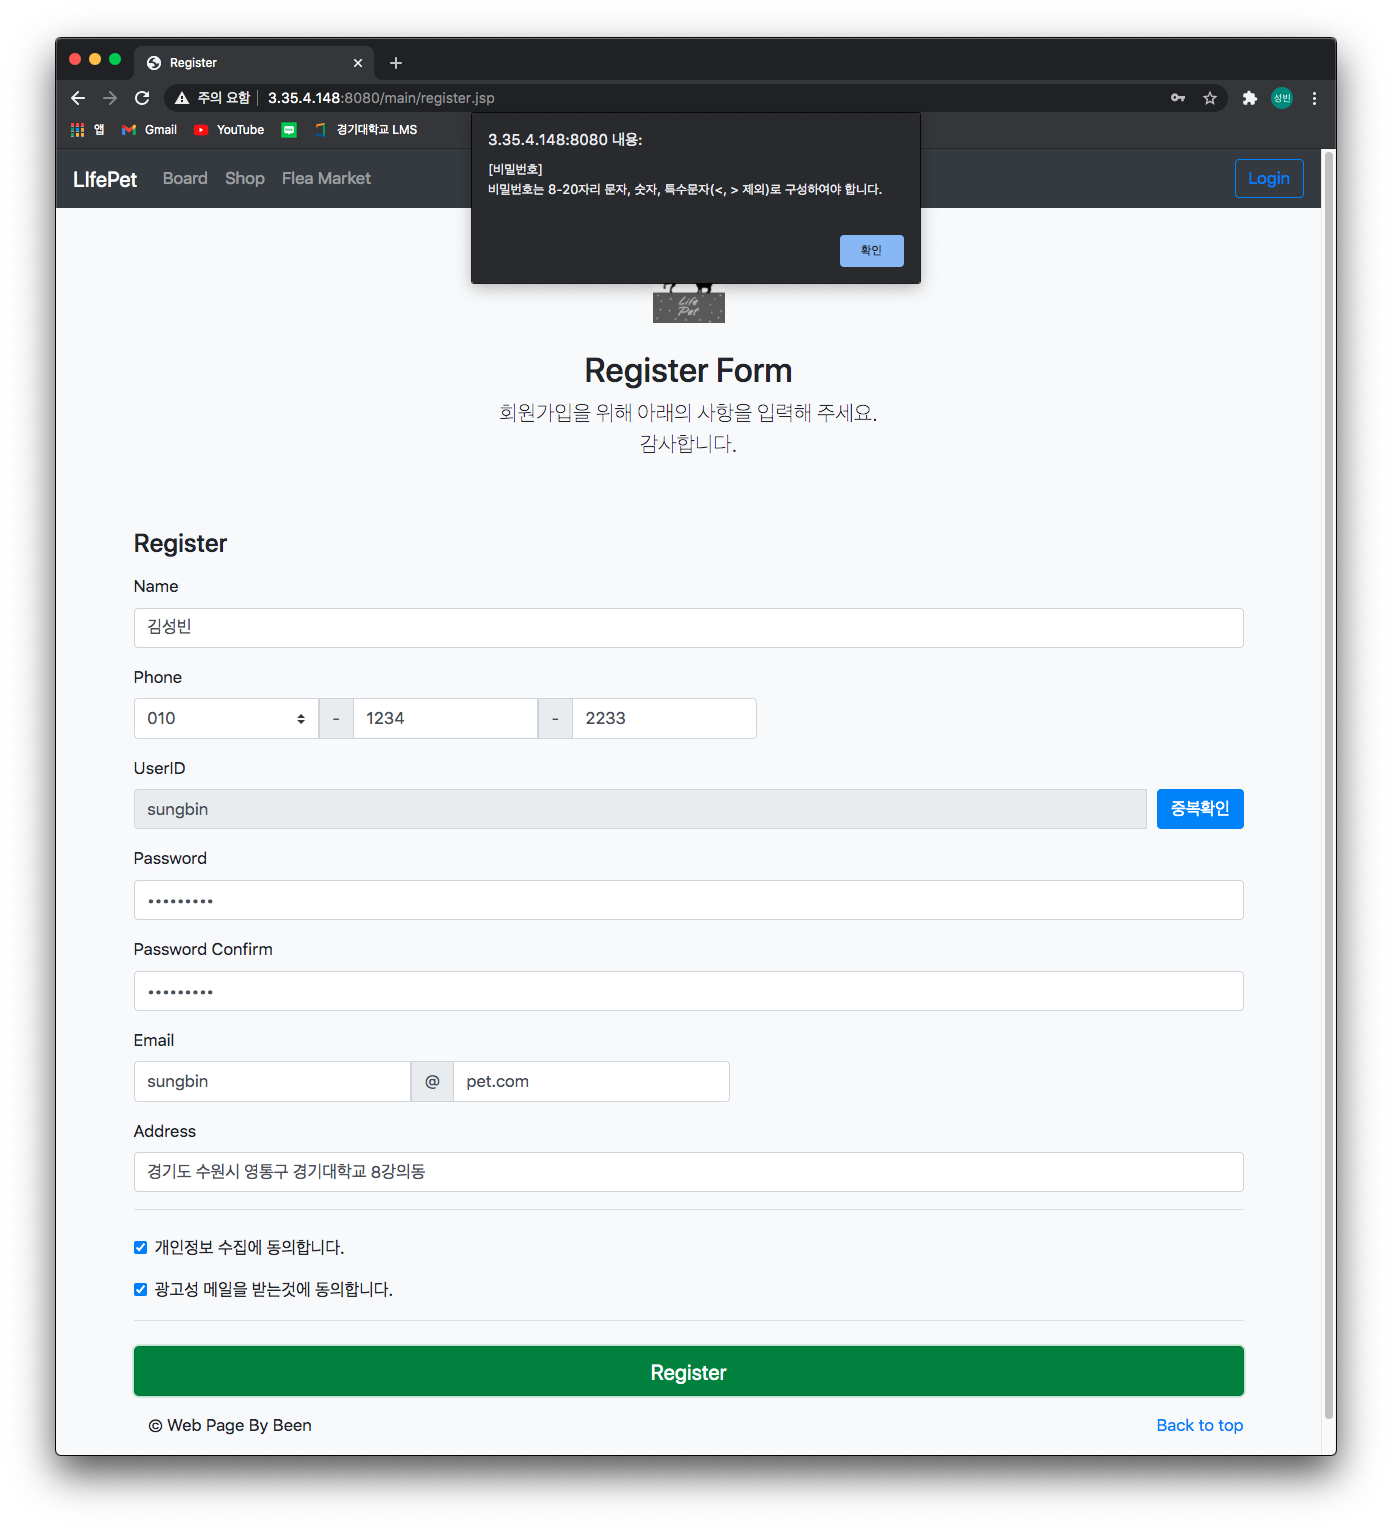 Register
주의 요함
3.35.4.148:8080/main/register.jsp
성빈
앱
Gmail
YouTube
경기대학교 LMS
3.35.4.148:8080 내용:
[비밀번호]
비밀번호는 8-20자리 문자, 숫자, 특수문자(<, > 제외)로 구성하여야 합니다.
확인
LIfePet
Board
Shop
Flea Market
Login
Life
Pet
Register Form
회원가입을 위해 아래의 사항을 입력해 주세요.
감사합니다.
Register
Name
김성빈
Phone
010 - 1234 - 2233
UserID
sungbin
중복확인
Password
•••••••••
Password Confirm
•••••••••
Email
sungbin @ pet.com
Address
경기도 수원시 영통구 경기대학교 8강의동
개인정보 수집에 동의합니다.
광고성 메일을 받는것에 동의합니다.
Register
© Web Page By Been
Back to top